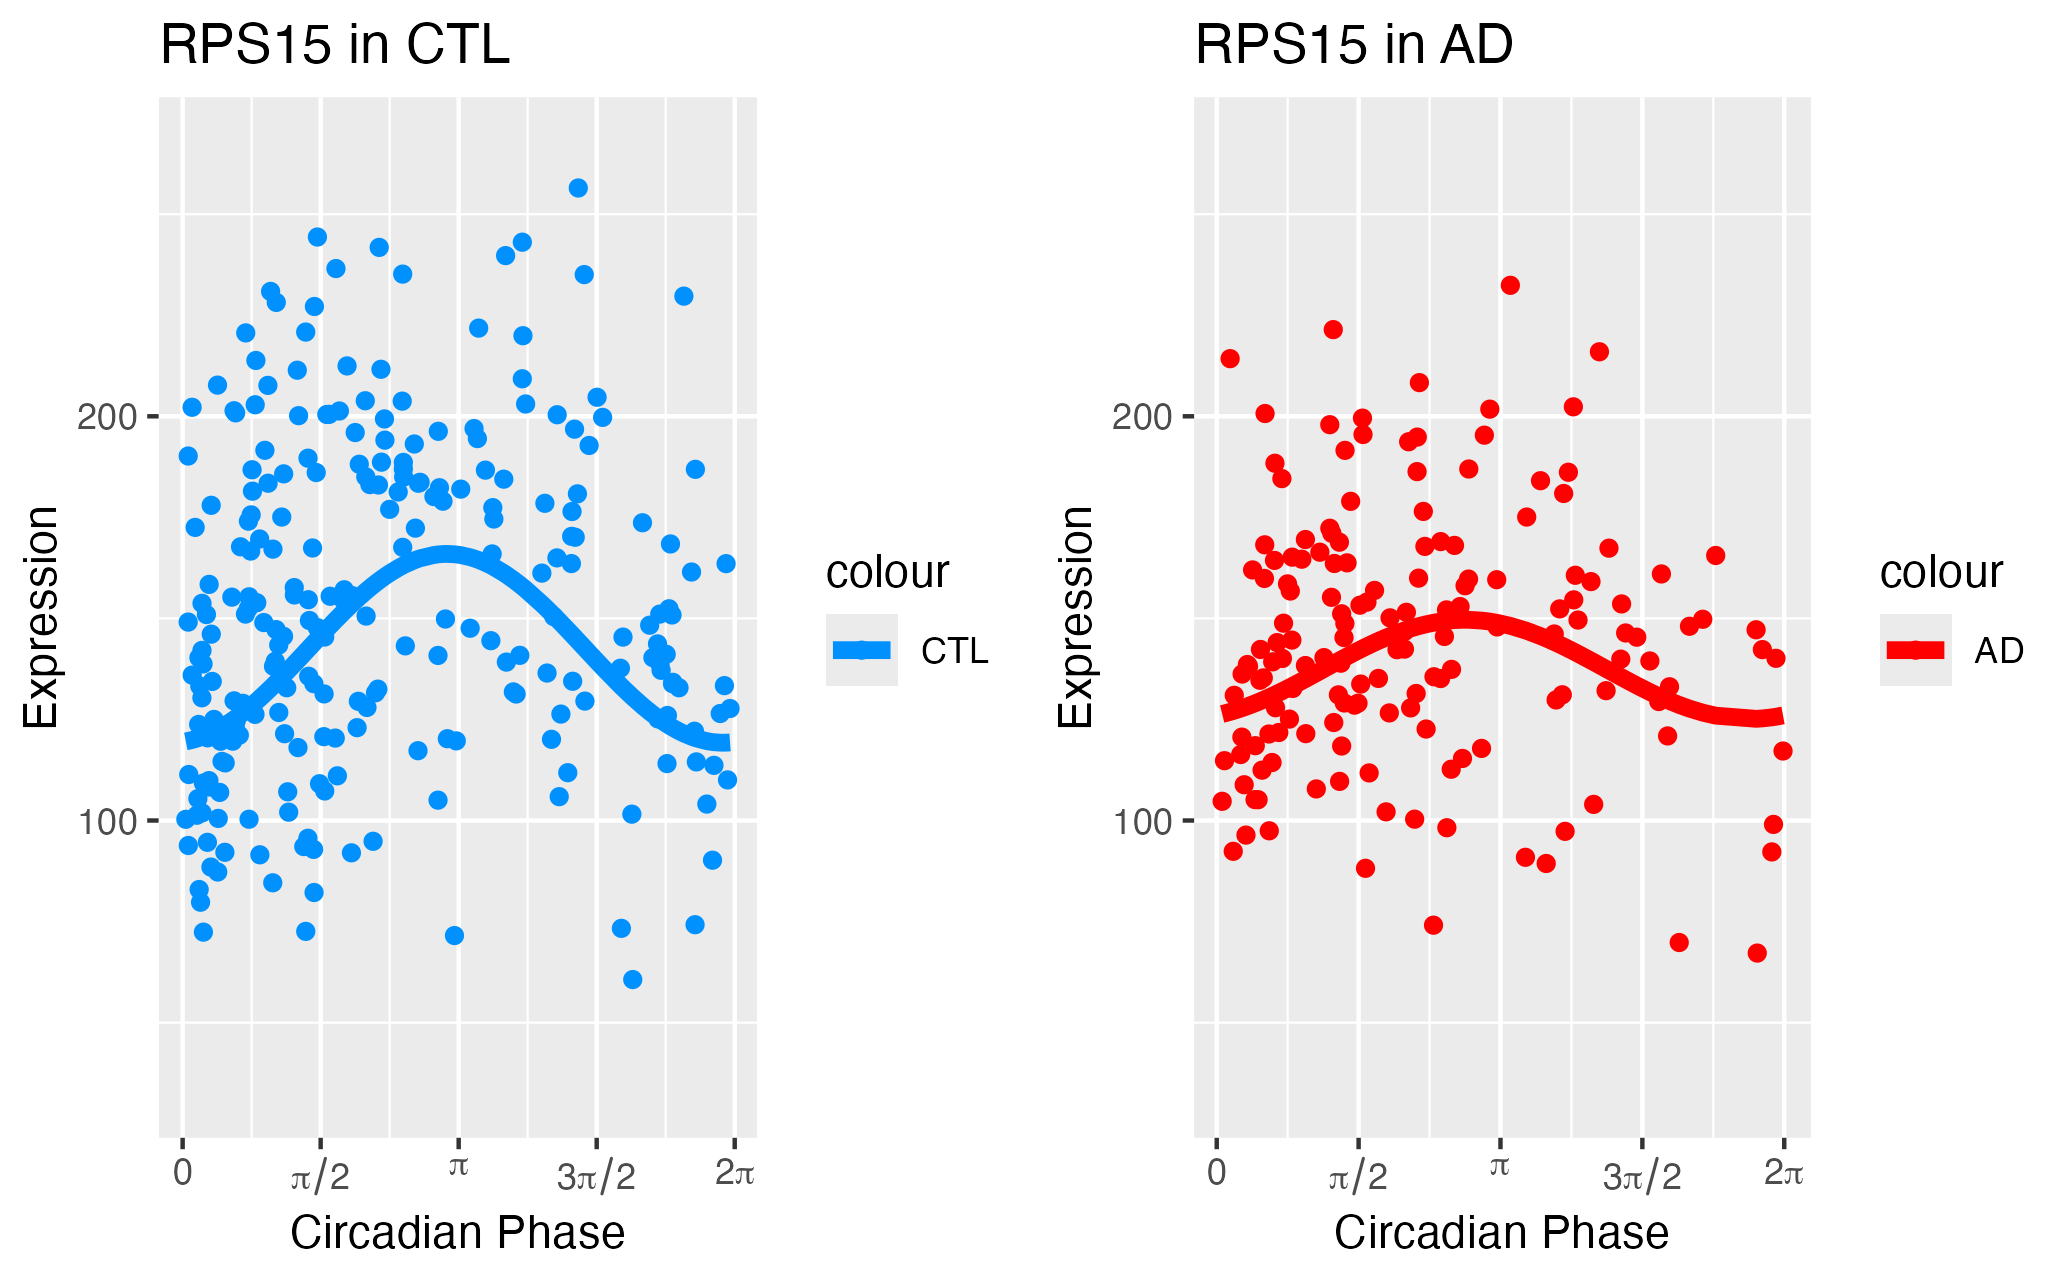 RPS15 in CTL
Expression
200
100
0
π/2
π
3π/2
2π
Circadian Phase
colour
CTL
RPS15 in AD
Expression
200
100
0
π/2
π
3π/2
2π
Circadian Phase
colour
AD